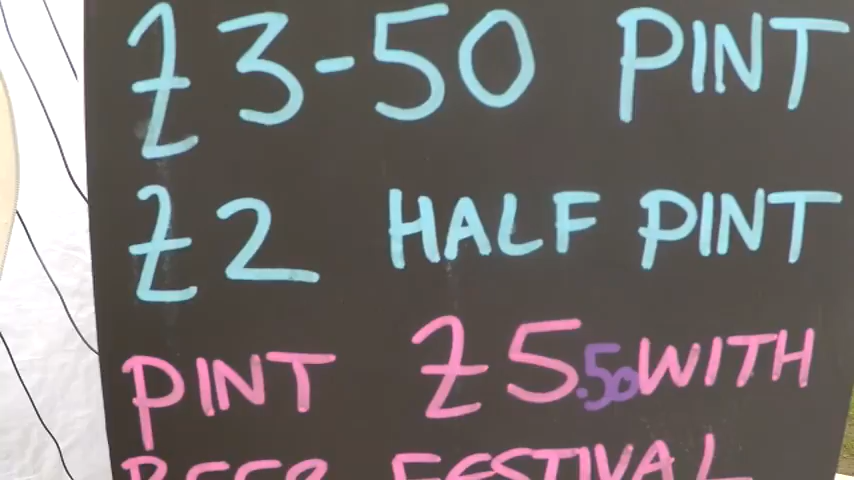 £3-50 PINT
£2 HALF PINT
PINT £5.50 WITH
BEER FESTIVAL